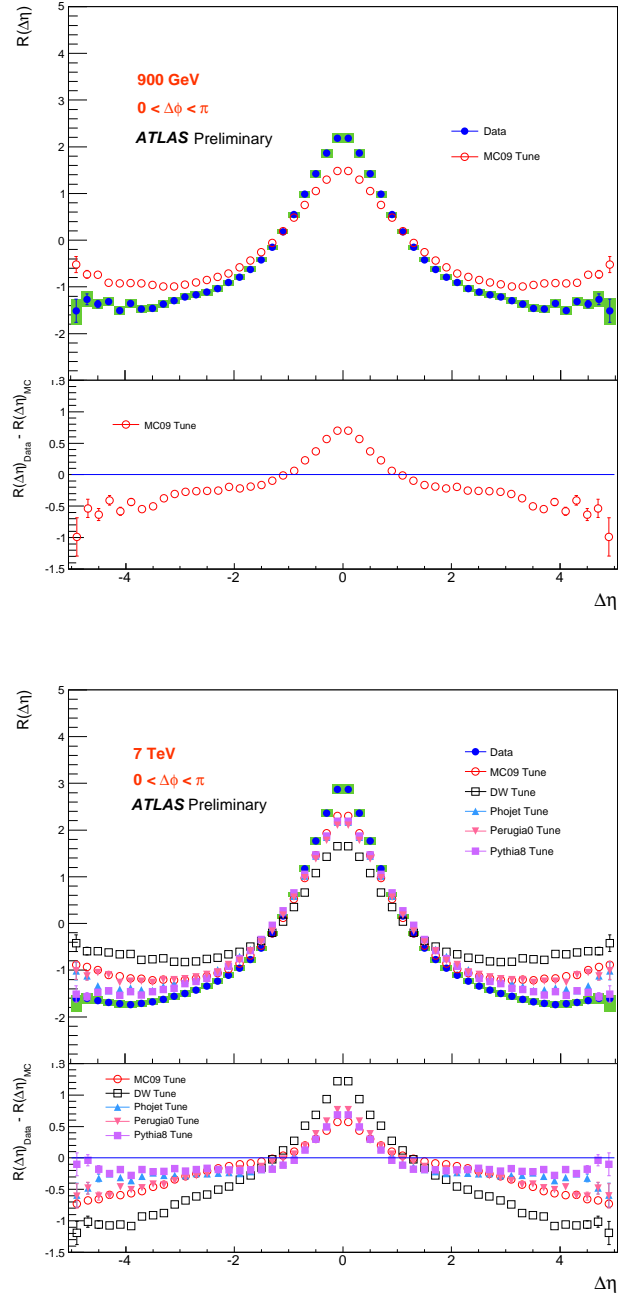 R(Δη)
5
4
3
2
1
0
-1
-2
900 GeV
0 < Δϕ < π
ATLAS Preliminary
Data
MC09 Tune
R(Δη)Data - R(Δη)MC
1.3
1
0.5
0
-0.5
-1
-1.5
MC09 Tune
-4 -2 0 2 4
Δη
R(Δη)
5
4
3
2
1
0
-1
-2
7 TeV
0 < Δϕ < π
ATLAS Preliminary
Data
MC09 Tune
DW Tune
Phojet Tune
Perugia0 Tune
Pythia8 Tune
R(Δη)Data - R(Δη)MC
1.3
1
0.5
0
-0.5
-1
-1.5
MC09 Tune
DW Tune
Phojet Tune
Perugia0 Tune
Pythia8 Tune
-4 -2 0 2 4
Δη